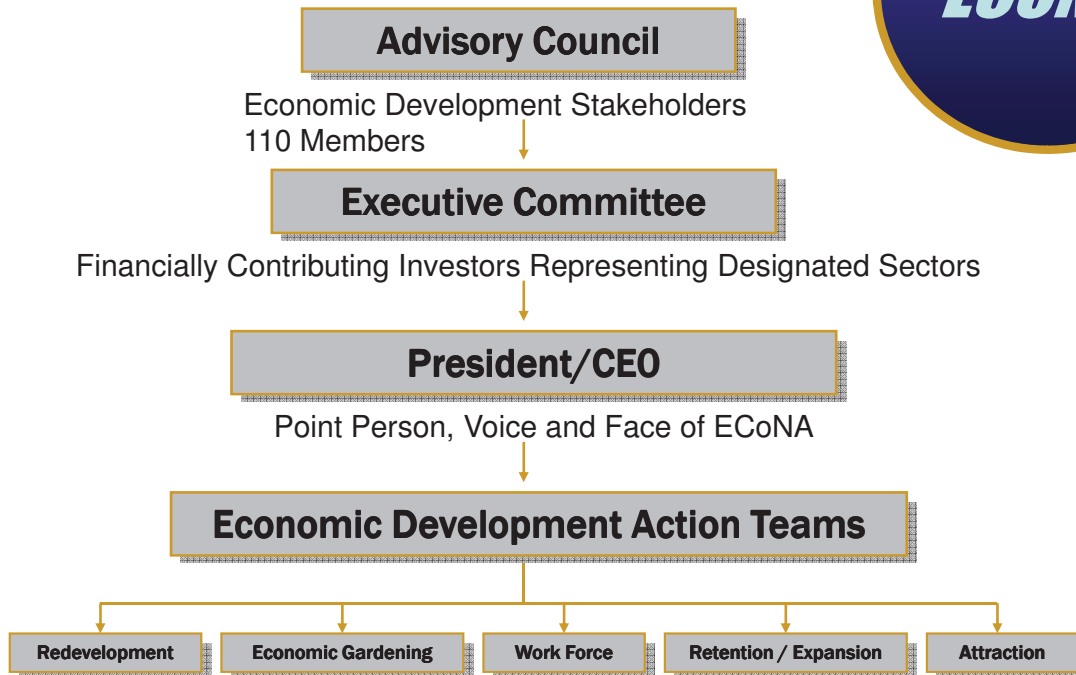 Advisory Council
Economic Development Stakeholders
110 Members
Executive Committee
Financially Contributing Investors Representing Designated Sectors
President/CEO
Point Person, Voice and Face of ECoNA
Economic Development Action Teams
Redevelopment
Economic Gardening
Work Force
Retention / Expansion
Attraction